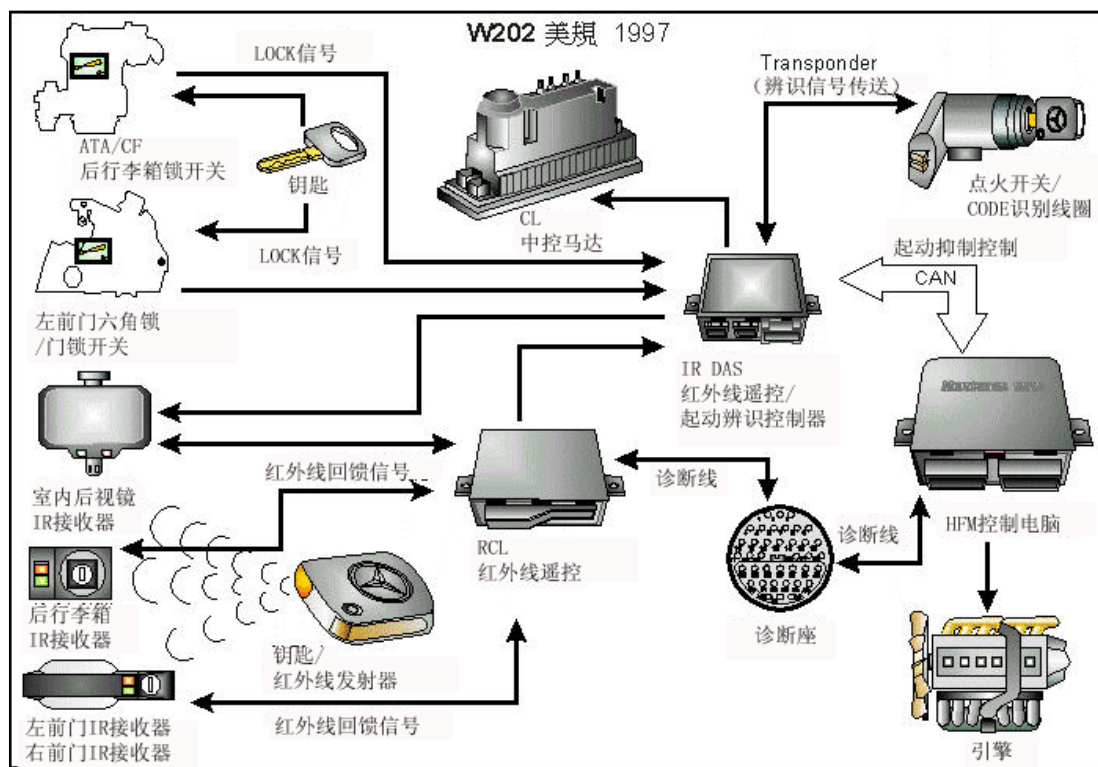 W202 美規 1997
LOCK信号
ATA/CF
后行李箱锁开关
钥匙
LOCK信号
左前门六角锁
/门锁开关
CL
中控马达
Transponder
(辨识信号传送)
点火开关/
CODE识别线圈
起动抑制控制
CAN
IR DAS
红外线遥控/
起动辨识控制器
室内后视镜
IR接收器
红外线回馈信号
RCL
红外线遥控
诊断线
诊断座
诊断线
HFM控制电脑
后行李箱
IR接收器
钥匙/
红外线发射器
左前门IR接收器
右前门IR接收器
红外线回馈信号
引擎